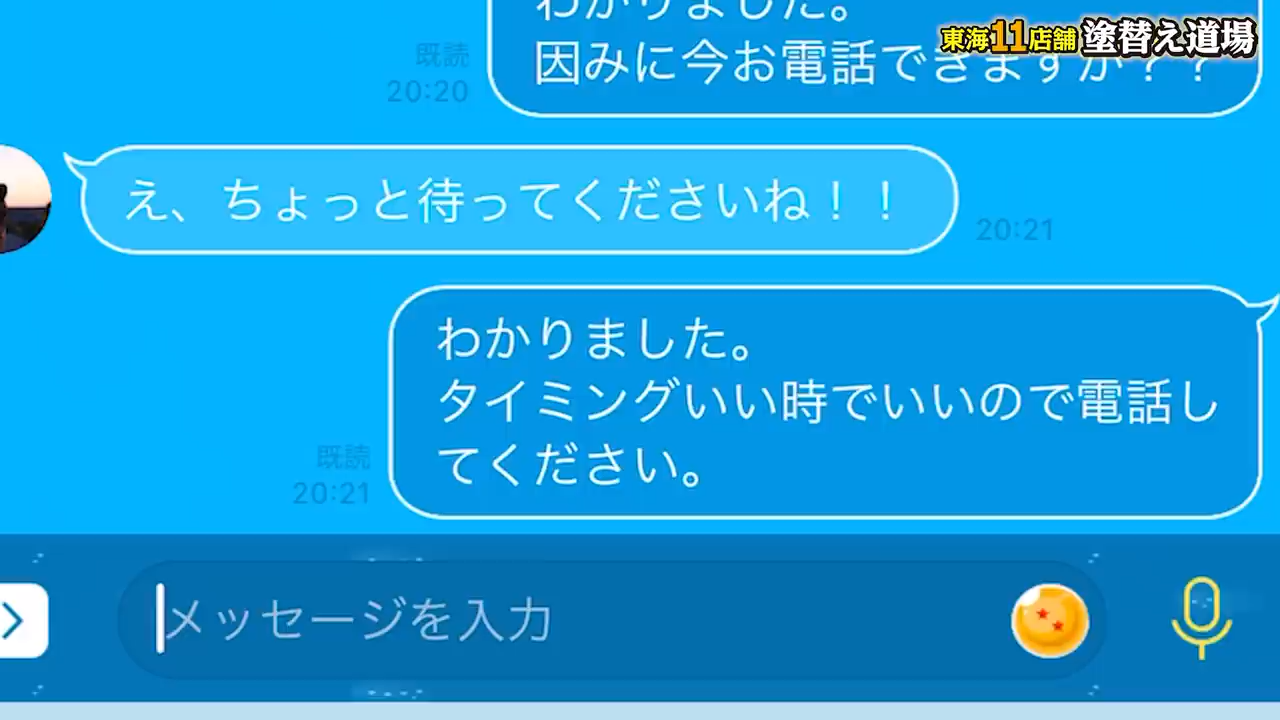 わかりました。
東海11店舗 塗替え道場
既読
因みに今お電話できますか？？
20:20
え、ちょっと待ってくださいね！！
20:21
わかりました。
タイミングいい時でいいので電話し
てください。
既読
20:21
メッセージを入力